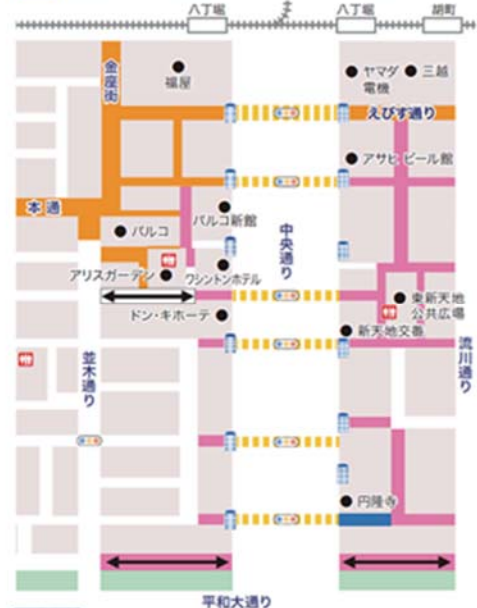 八丁堀
八丁堀
胡町
金座街
福屋
ヤマダ
電機
三越
えびす通り
アサヒビール館
本通
パルコ
パルコ新館
中央通り
アリスガーデン
ワシントンホテル
東新天地
公共広場
ドン・キホーテ
新天地交番
並木通り
流川通り
円隆寺
平和大通り